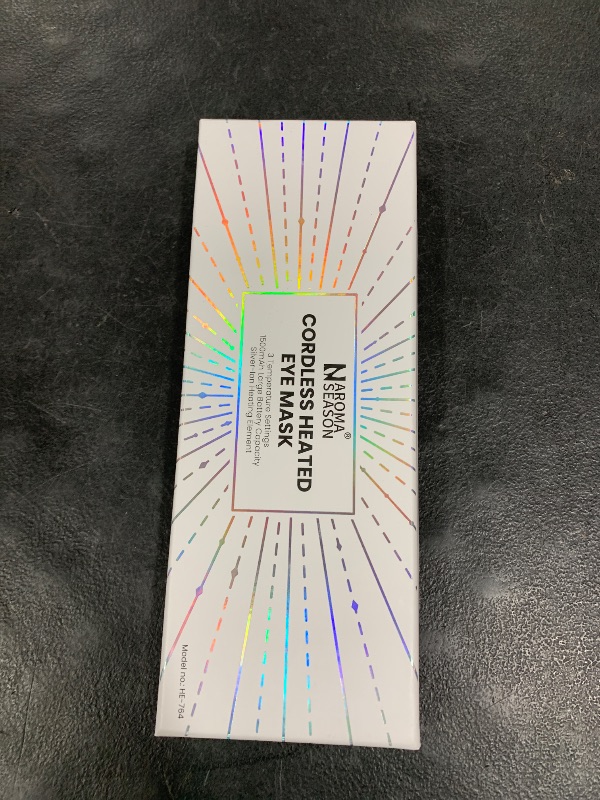 AROMA®
SEASON
CORDLESS HEATED
EYE MASK
3 Temperature Settings
1500mAh Large Battery Capacity
Silver-Ion Heating Element
Model no.: HE-764